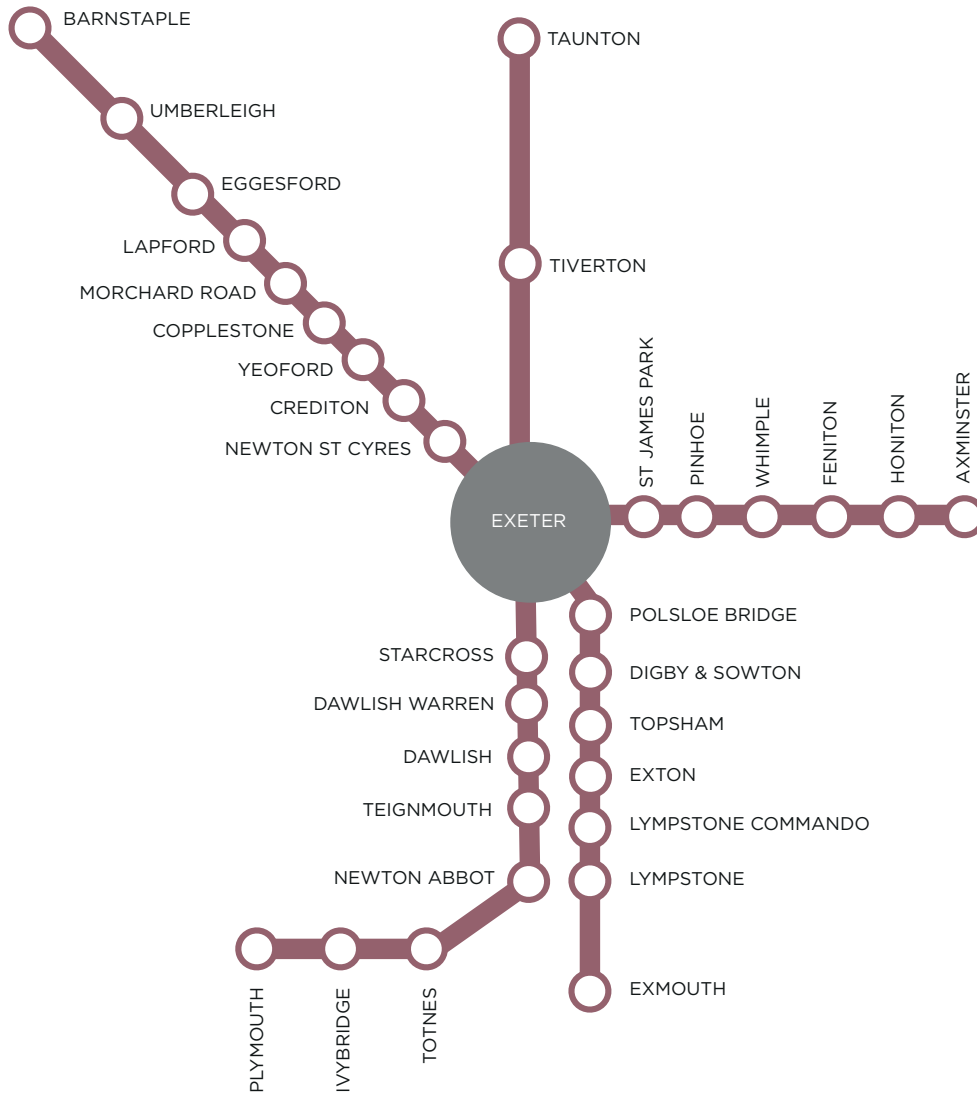 BARNSTAPLE
UMBERLEIGH
EGGESFORD
LAPFORD
MORCHARD ROAD
COPPLESTONE
YEOFORD
CREDITON
NEWTON ST CYRES
TAUNTON
TIVERTON
EXETER
ST JAMES PARK
PINHOE
WHIMPLE
FENITON
HONITON
AXMINSTER
STARCROSS
DAWLISH WARREN
DAWLISH
TEIGNMOUTH
NEWTON ABBOT
PLYMOUTH
IVYBRIDGE
TOTNES
POLSLOE BRIDGE
DIGBY & SOWTON
TOPSHAM
EXTON
LYMPSTONE COMMANDO
LYMPSTONE
EXMOUTH